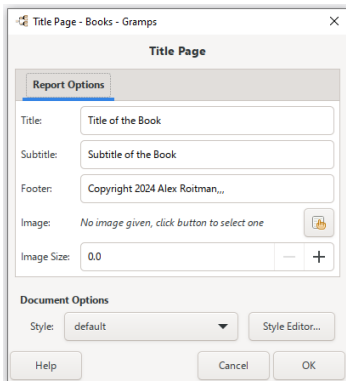 Title Page - Books - Gramps
Title Page
Report Options
Title: Title of the Book
Subtitle: Subtitle of the Book
Footer: Copyright 2024 Alex Roitman,,,
Image: No image given, click button to select one
Image Size: 0.0
Document Options
Style: default Style Editor...
Help Cancel OK